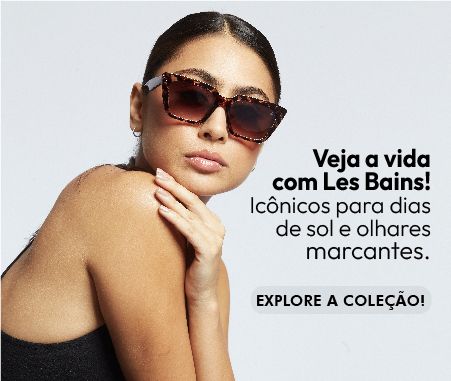 Veja a vida
com Les Bains!
Icônicos para dias
de sol e olhares
marcantes.
EXPLORE A COLEÇÃO!